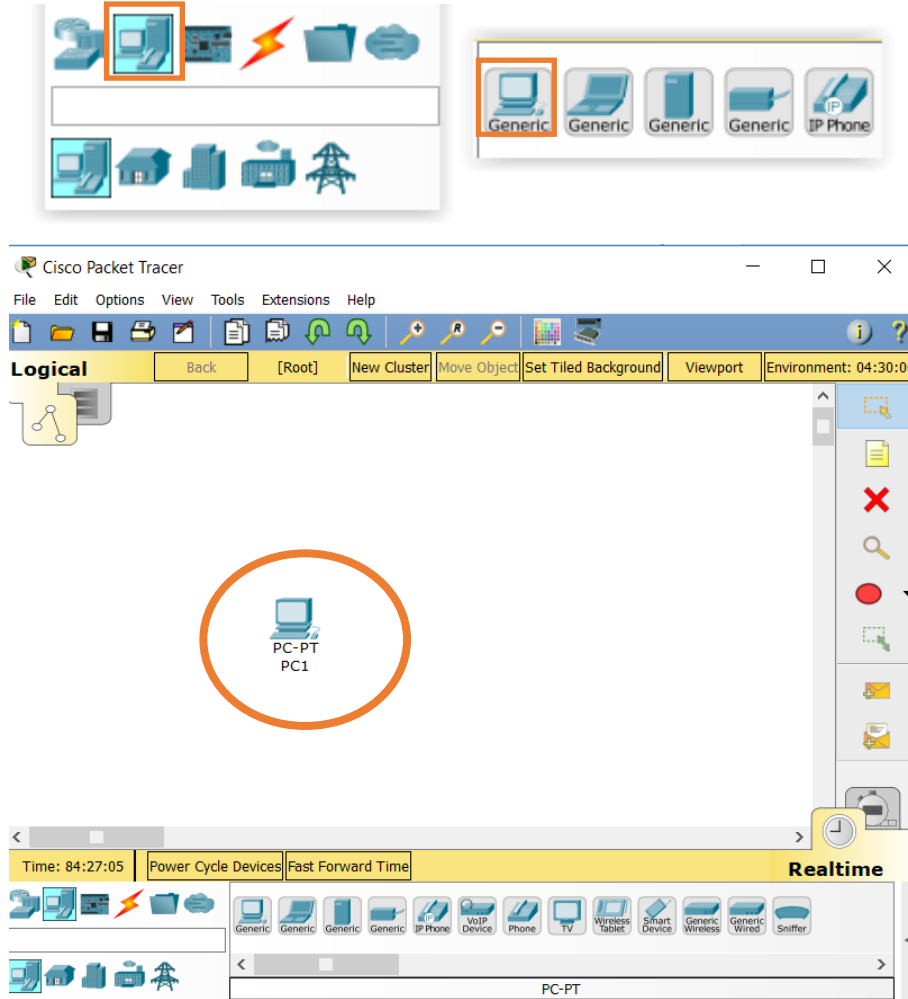 Generic Generic Generic Generic IP Phone
IP
Cisco Packet Tracer
File Edit Options View Tools Extensions Help
Logical Back [Root] New Cluster Move Object Set Tiled Background Viewport Environment: 04:30:0
PC-PT
PC1
Time: 84:27:05 Power Cycle Devices Fast Forward Time Realtime
Generic Generic Generic Generic IP Phone VoIP Device Phone TV Wireless Tablet Smart Device Generic Wireless Generic Wired Sniffer
PC-PT